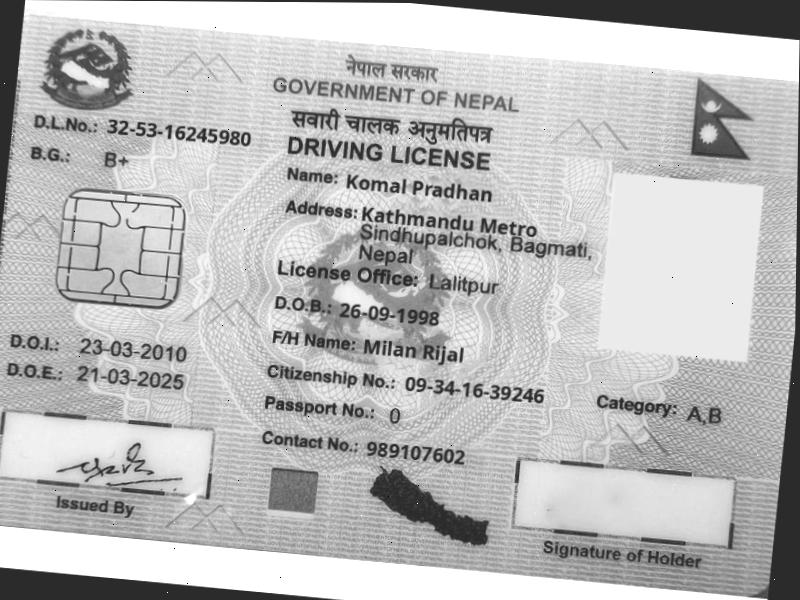 नेपाल सरकार
GOVERNMENT OF NEPAL
सवारी चालक अनुमतिपत्र
DRIVING LICENSE
D.L.No.: 32-53-16245980
B.G.: B+
Name: Komal Pradhan
Address: Kathmandu Metro
Sindhupalchok, Bagmati,
Nepal
License Office: Lalitpur
D.O.B.: 26-09-1998
F/H Name: Milan Rijal
D.O.I.: 23-03-2010
D.O.E.: 21-03-2025
Citizenship No.: 09-34-16-39246
Passport No.: 0
Contact No.: 989107602
Category: A,B
Issued By
Signature of Holder